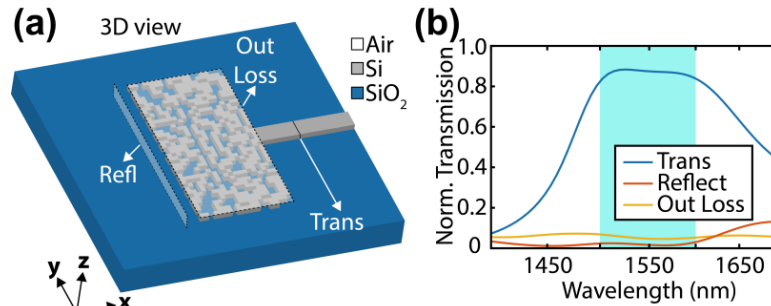 (a)
3D view
Out
Loss
Air
Si
SiO₂
Refl
Trans
y
z
x
(b)
Norm. Transmission
1.0
0.8
0.6
0.4
0.2
0
Trans
Reflect
Out Loss
1450
1550
1650
Wavelength (nm)